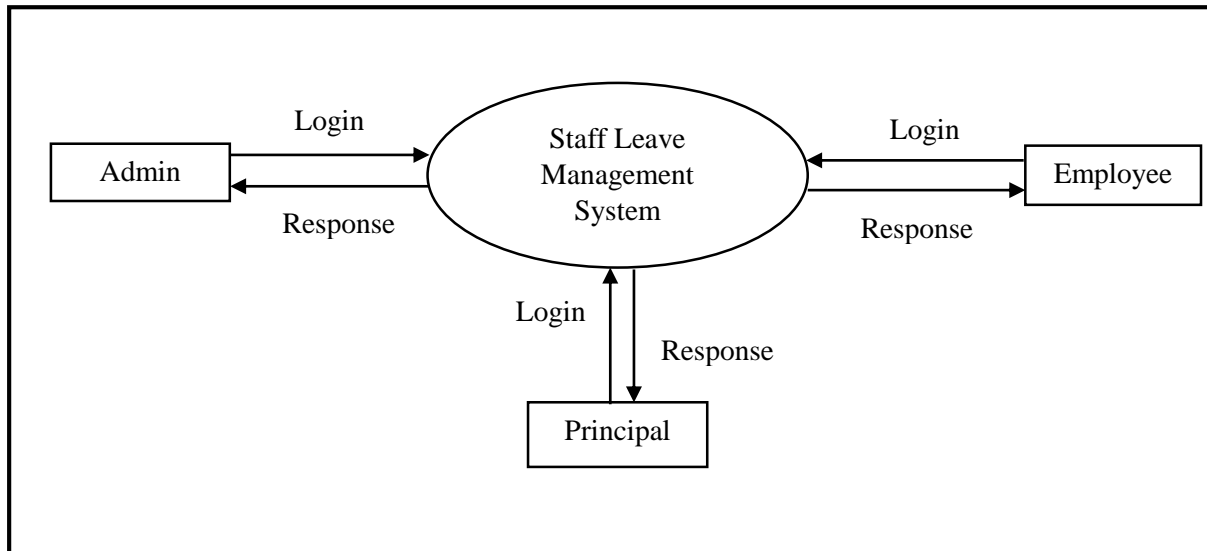 Login
Admin
Response
Staff Leave
Management
System
Login
Employee
Response
Login
Response
Principal